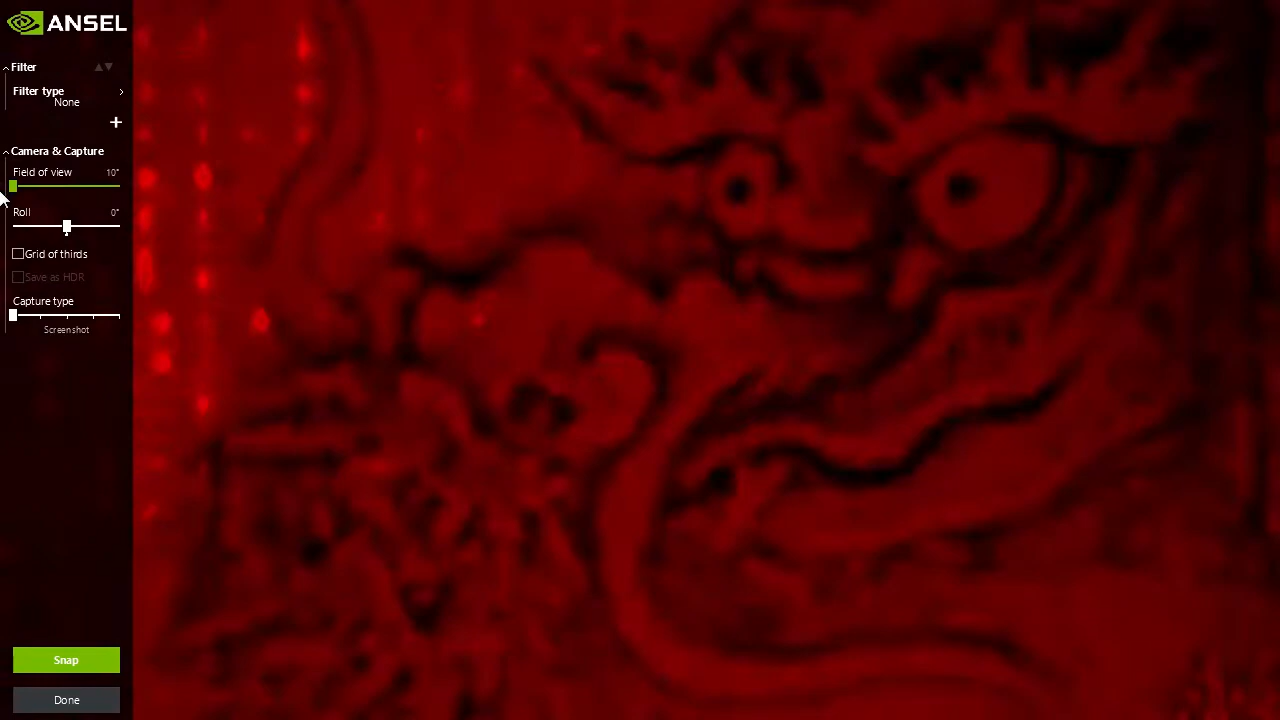 ANSEL
Filter
Filter type
None
Camera & Capture
Field of view 10°
Roll 0°
Grid of thirds
Save as HDR
Capture type
Screenshot
Snap
Done